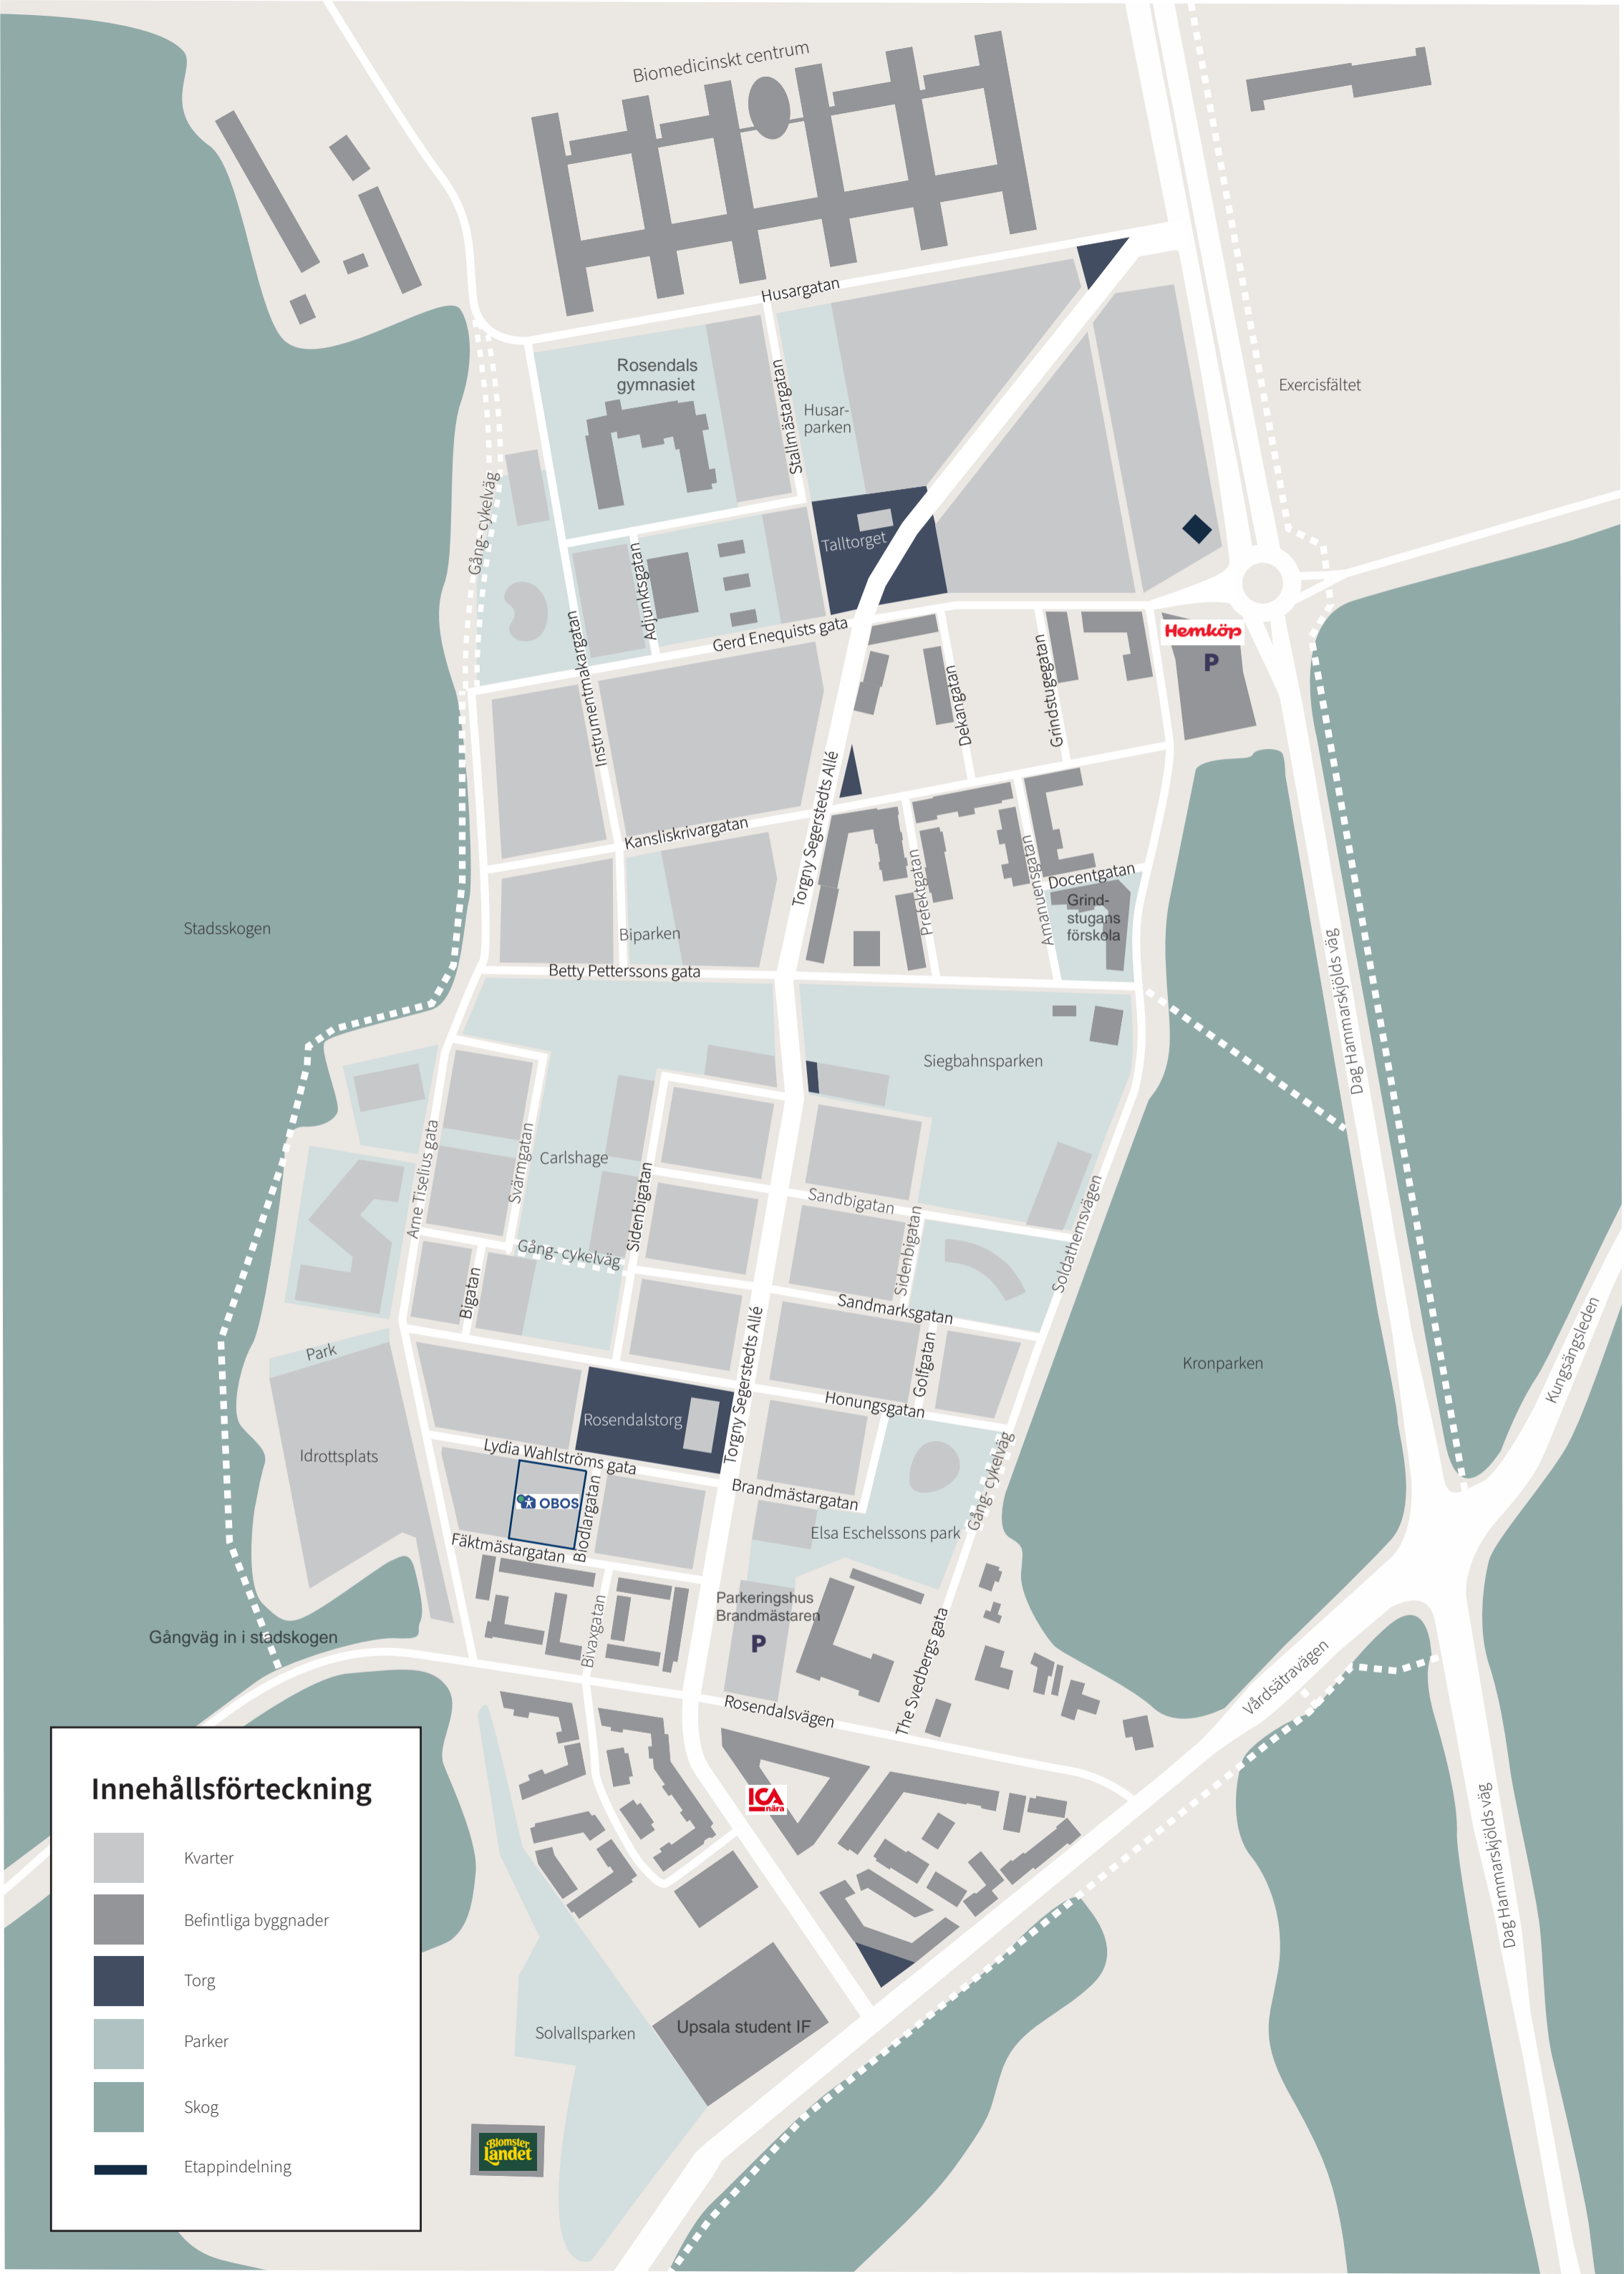 Biomedicinskt centrum
Husargatan
Rosendals
gymnasiet
Stallmästargatan
Husar-
parken
Exercisfältet
Gång- cykelväg
Talltorget
Adjunktsgatan
Instrumentmakargatan
Gerd Enequists gata
Hemköp
P
Dekangatan
Grindstugegatan
Torgny Segerstedts Allé
Kansliskrivargatan
Prefektgatan
Amanuensgatan
Docentgatan
Grind-
stugans
förskola
Stadsskogen
Biparken
Betty Petterssons gata
Dag Hammarskjölds väg
Siegbahnsparken
Arne Tiselius gata
Svärmgatan
Carlshage
Sidenbigatan
Sandbigatan
Sidenbigatan
Soldathemsvägen
Gång- cykelväg
Bigatan
Sandmarksgatan
Golfgatan
Torgny Segerstedts Allé
Kronparken
Kungsängsleden
Park
Honungsgatan
Rosendalstorg
Idrottsplats
Lydia Wahlströms gata
Brandmästargatan
Gång- cykelväg
OBOS
Biodlargatan
Elsa Eschelssons park
Fäktmästargatan
Bivaxgatan
Parkeringshus
Brandmästaren
P
The Svedbergs gata
Gångväg in i stadskogen
Vårdsätravägen
Rosendalsvägen
ICA
nära
Dag Hammarskjölds väg
Innehållsförteckning
Kvarter
Befintliga byggnader
Torg
Parker
Skog
Etappindelning
Solvallsparken
Upsala student IF
Blomster
landet